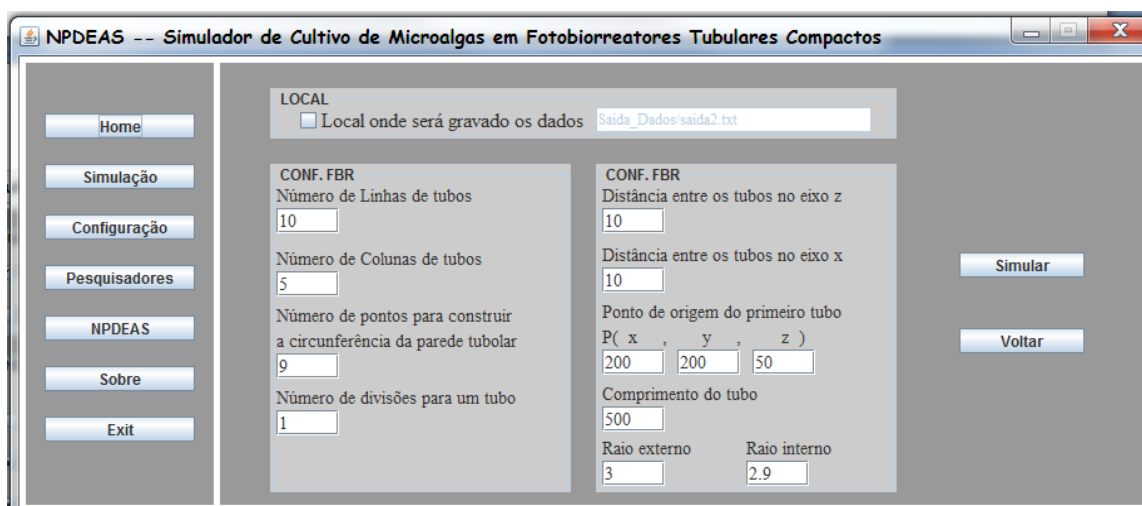 NPDEAS -- Simulador de Cultivo de Microalgas em Fotobiorreatores Tubulares Compactos
Home
Simulação
Configuração
Pesquisadores
NPDEAS
Sobre
Exit
LOCAL
Local onde será gravado os dados Saida_Dados/saida2.txt
CONF. FBR
Número de Linhas de tubos
10
Número de Colunas de tubos
5
Número de pontos para construir
a circunferência da parede tubolar
9
Número de divisões para um tubo
1
CONF. FBR
Distância entre os tubos no eixo z
10
Distância entre os tubos no eixo x
10
Ponto de origem do primeiro tubo
P( x , y , z )
200 200 50
Comprimento do tubo
500
Raio externo Raio interno
3 2.9
Simular
Voltar